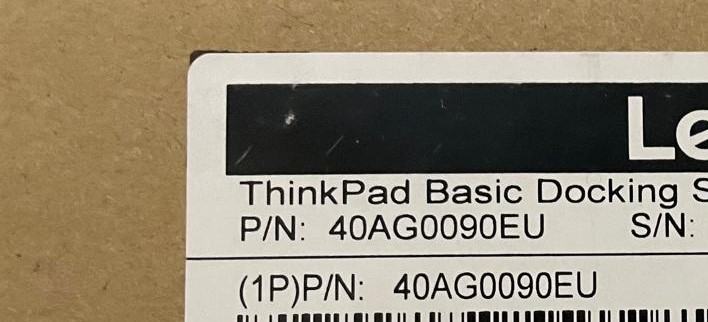 Le
ThinkPad Basic Docking S
P/N: 40AG0090EU S/N:
(1P)P/N: 40AG0090EU